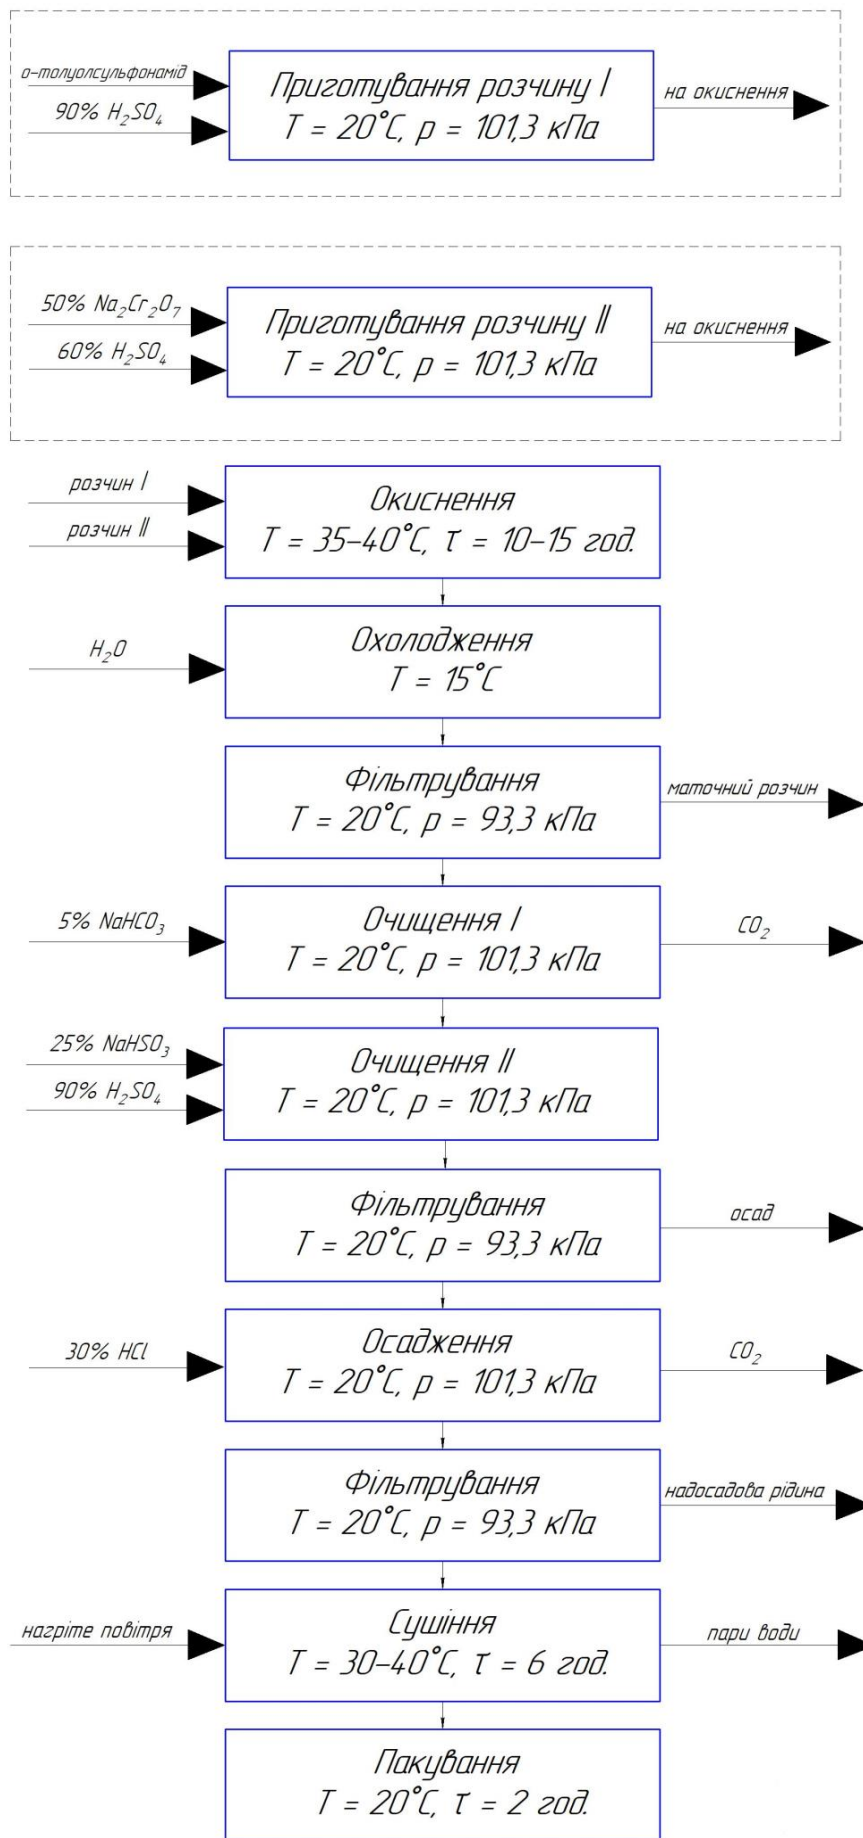 о-толуолсульфонамід
90% H₂SO₄
Приготування розчину I
T = 20°C, p = 101,3 кПа
на окиснення
50% Na₂Cr₂O₇
60% H₂SO₄
Приготування розчину II
T = 20°C, p = 101,3 кПа
на окиснення
розчин I
розчин II
Окиснення
T = 35–40°C, τ = 10–15 год.
H₂O
Охолодження
T = 15°C
Фільтрування
T = 20°C, p = 93,3 кПа
маточний розчин
5% NaHCO₃
Очищення I
T = 20°C, p = 101,3 кПа
CO₂
25% NaHSO₃
90% H₂SO₄
Очищення II
T = 20°C, p = 101,3 кПа
Фільтрування
T = 20°C, p = 93,3 кПа
осад
30% HCl
Осадження
T = 20°C, p = 101,3 кПа
CO₂
Фільтрування
T = 20°C, p = 93,3 кПа
надосадова рідина
нагріте повітря
Сушіння
T = 30–40°C, τ = 6 год.
пари води
Пакування
T = 20°C, τ = 2 год.